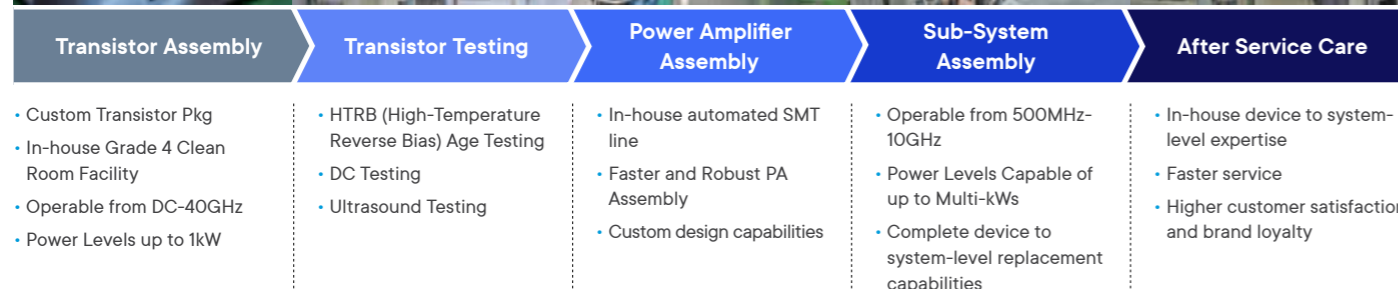 Transistor Assembly
Transistor Testing
Power Amplifier
Assembly
Sub-System
Assembly
After Service Care
• Custom Transistor Pkg
• In-house Grade 4 Clean
Room Facility
• Operable from DC-40GHz
• Power Levels up to 1kW
• HTRB (High-Temperature
Reverse Bias) Age Testing
• DC Testing
• Ultrasound Testing
• In-house automated SMT
line
• Faster and Robust PA
Assembly
• Custom design capabilities
• Operable from 500MHz-
10GHz
• Power Levels Capable of
up to Multi-kWs
• Complete device to
system-level replacement
capabilities
• In-house device to system-
level expertise
• Faster service
• Higher customer satisfaction
and brand loyalty